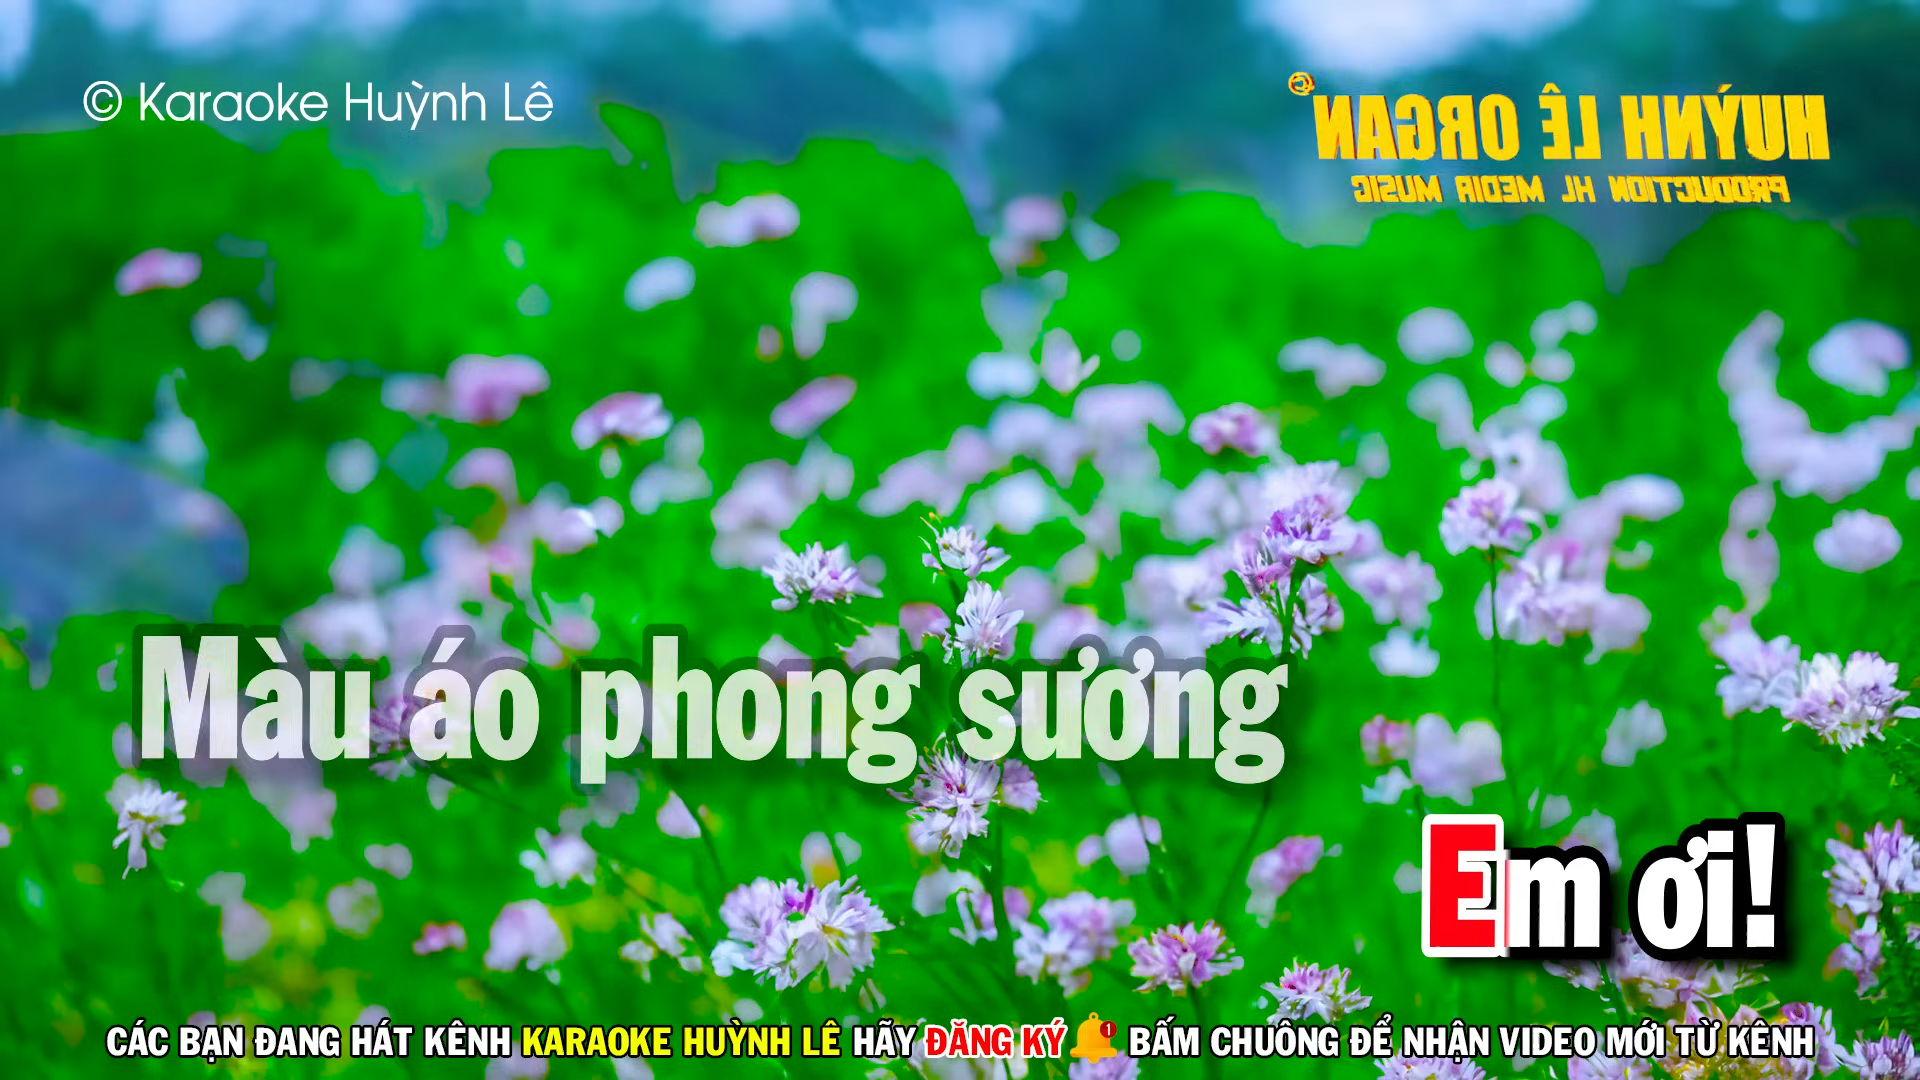 © Karaoke Huỳnh Lê
HUỲNH LÊ ORGAN
PRODUCTION HL MEDIA MUSIC
Màu áo phong sương
Em ơi!
CÁC BẠN ĐANG HÁT KÊNH KARAOKE HUỲNH LÊ HÃY ĐĂNG KÝ BẤM CHUÔNG ĐỂ NHẬN VIDEO MỚI TỪ KÊNH